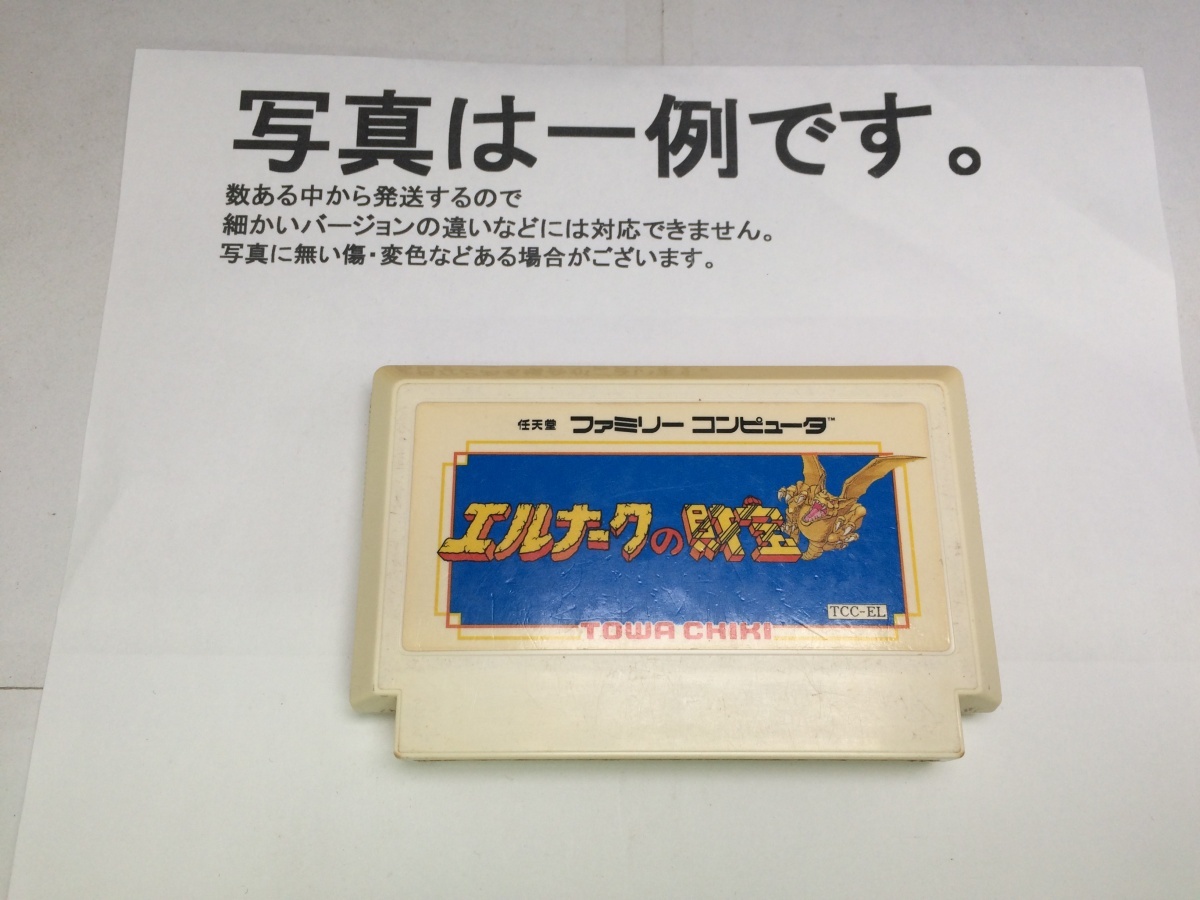 写真は一例です。
数ある中から発送するので
細かいバージョンの違いなどには対応できません。
写真に無い傷・変色などある場合がございます。
任天堂 ファミリーコンピュータ™
エルナークの財宝
TCC-EL
TOWA CHIKI